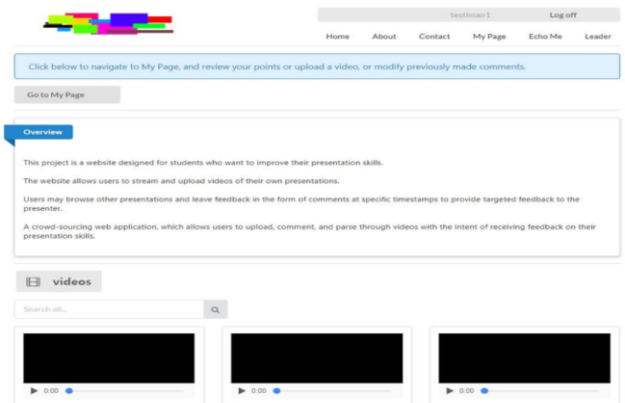 testiman1 Log off
Home About Contact My Page Echo Me Leader
Click below to navigate to My Page, and review your points or upload a video, or modify previously made comments.
Go to My Page
Overview
This project is a website designed for students who want to improve their presentation skills.
The website allows users to stream and upload videos of their own presentations.
Users may browse other presentations and leave feedback in the form of comments at specific timestamps to provide targeted feedback to the
presenter.
A crowd-sourcing web application, which allows users to upload, comment, and parse through videos with the intent of receiving feedback on their
presentation skills.
videos
Search all...
0:00 0:00 0:00